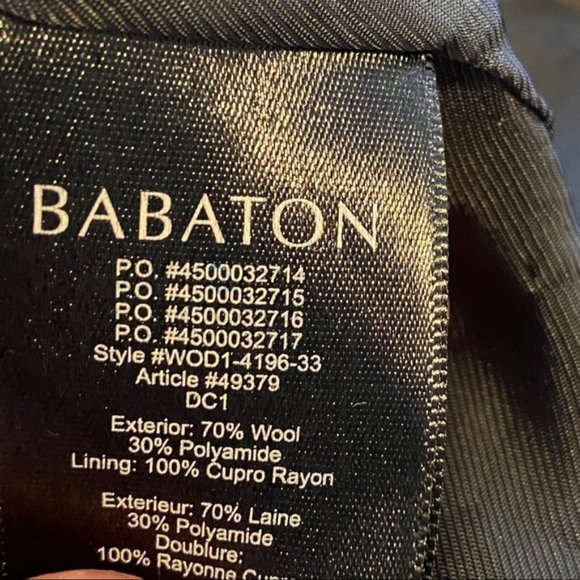 BABATON
P.O. #4500032714
P.O. #4500032715
P.O. #4500032716
P.O. #4500032717
Style #WOD1-4196-33
Article #49379
DC1
Exterior: 70% Wool
30% Polyamide
Lining: 100% Cupro Rayon
Exterieur: 70% Laine
30% Polyamide
Doublure:
100% Rayonne Cupro